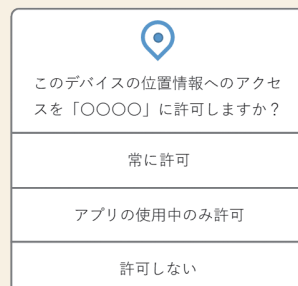 このデバイスの位置情報へのアクセ
スを「〇〇〇〇」に許可しますか？
常に許可
アプリの使用中のみ許可
許可しない